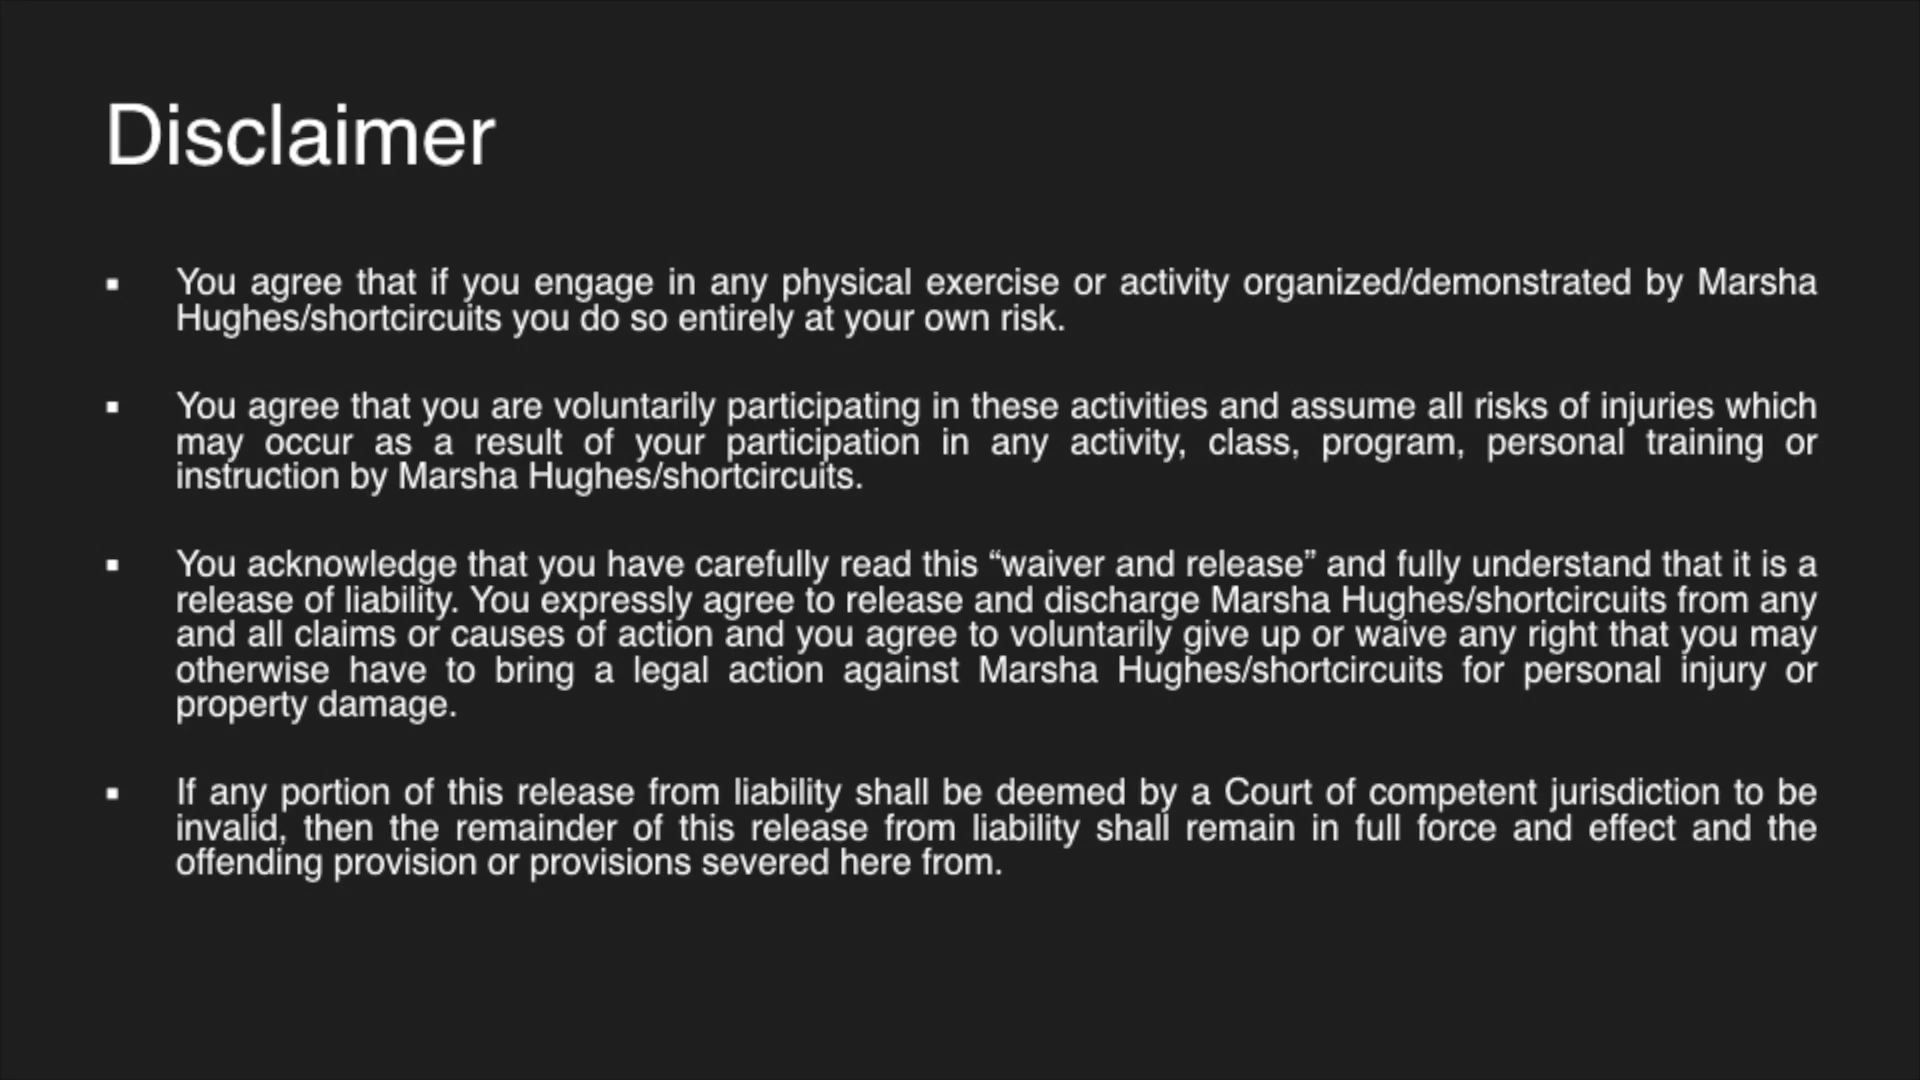 Disclaimer
▪ You agree that if you engage in any physical exercise or activity organized/demonstrated by Marsha
Hughes/shortcircuits you do so entirely at your own risk.
▪ You agree that you are voluntarily participating in these activities and assume all risks of injuries which
may occur as a result of your participation in any activity, class, program, personal training or
instruction by Marsha Hughes/shortcircuits.
▪ You acknowledge that you have carefully read this “waiver and release” and fully understand that it is a
release of liability. You expressly agree to release and discharge Marsha Hughes/shortcircuits from any
and all claims or causes of action and you agree to voluntarily give up or waive any right that you may
otherwise have to bring a legal action against Marsha Hughes/shortcircuits for personal injury or
property damage.
▪ If any portion of this release from liability shall be deemed by a Court of competent jurisdiction to be
invalid, then the remainder of this release from liability shall remain in full force and effect and the
offending provision or provisions severed here from.